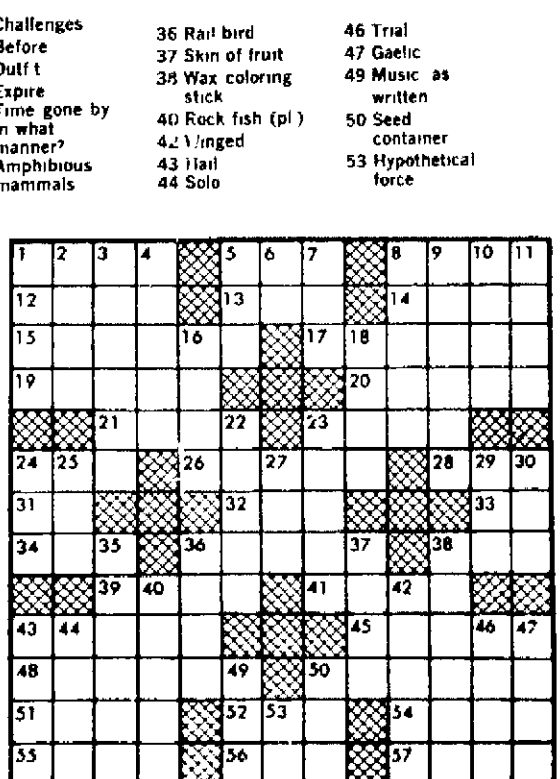 Challenges
Before
Outf t
Expire
Time gone by
in what
manner?
Amphibious
mammals
36 Rail bird
37 Skin of fruit
38 Wax coloring
stick
40 Rock fish (pl)
42 Winged
43 Hail
44 Solo
46 Trial
47 Gaelic
49 Music as
written
50 Seed
container
53 Hypothetical
force
1 2 3 4 5 6 7 8 9 10 11
12 13 14
15 16 17 18
19 20
21 22 23
24 25 26 27 28 29 30
31 32 33
34 35 36 37 38
39 40 41 42
43 44 45 46 47
48 49 50
51 52 53 54
55 56 57